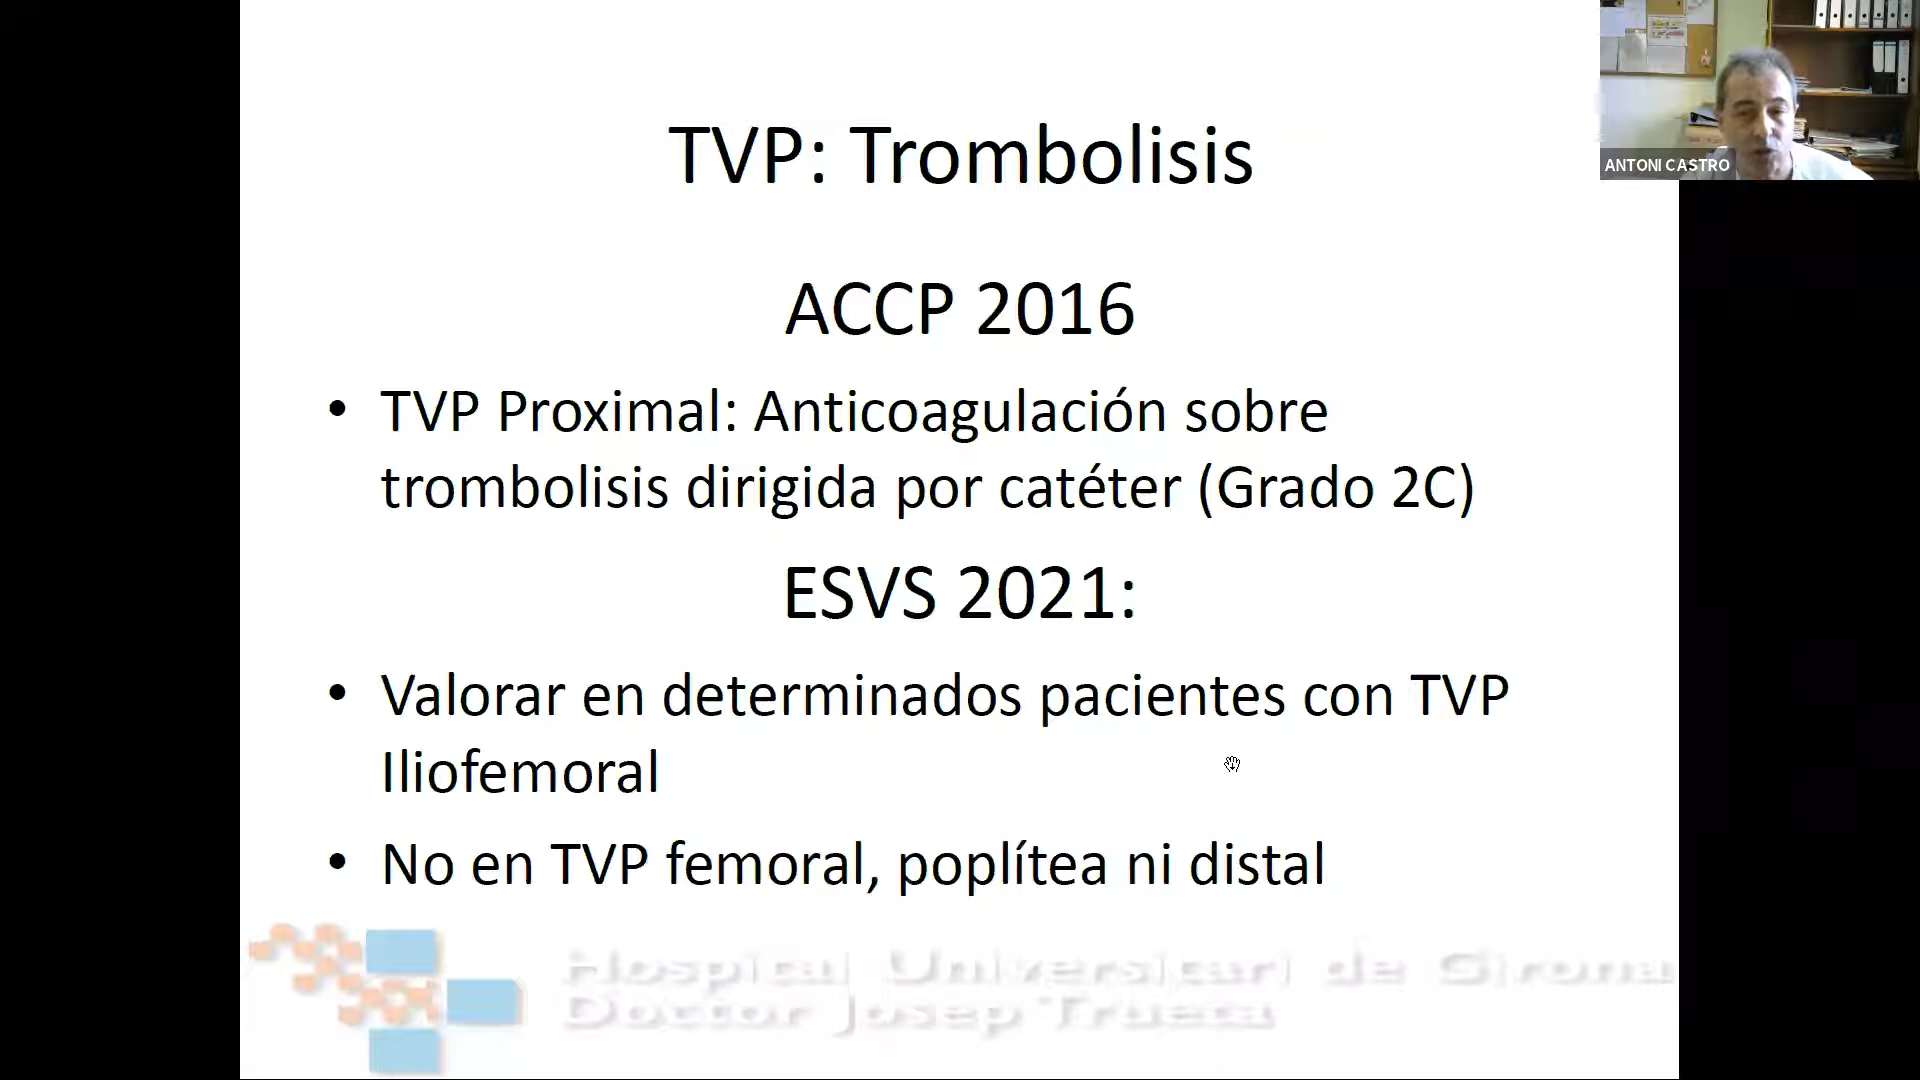 TVP: Trombolisis
ANTONI CASTRO
ACCP 2016
• TVP Proximal: Anticoagulación sobre
trombolisis dirigida por catéter (Grado 2C)
ESVS 2021:
• Valorar en determinados pacientes con TVP
Iliofemoral
• No en TVP femoral, poplítea ni distal
Hospital Universitari de Girona
Doctor Josep Trueta